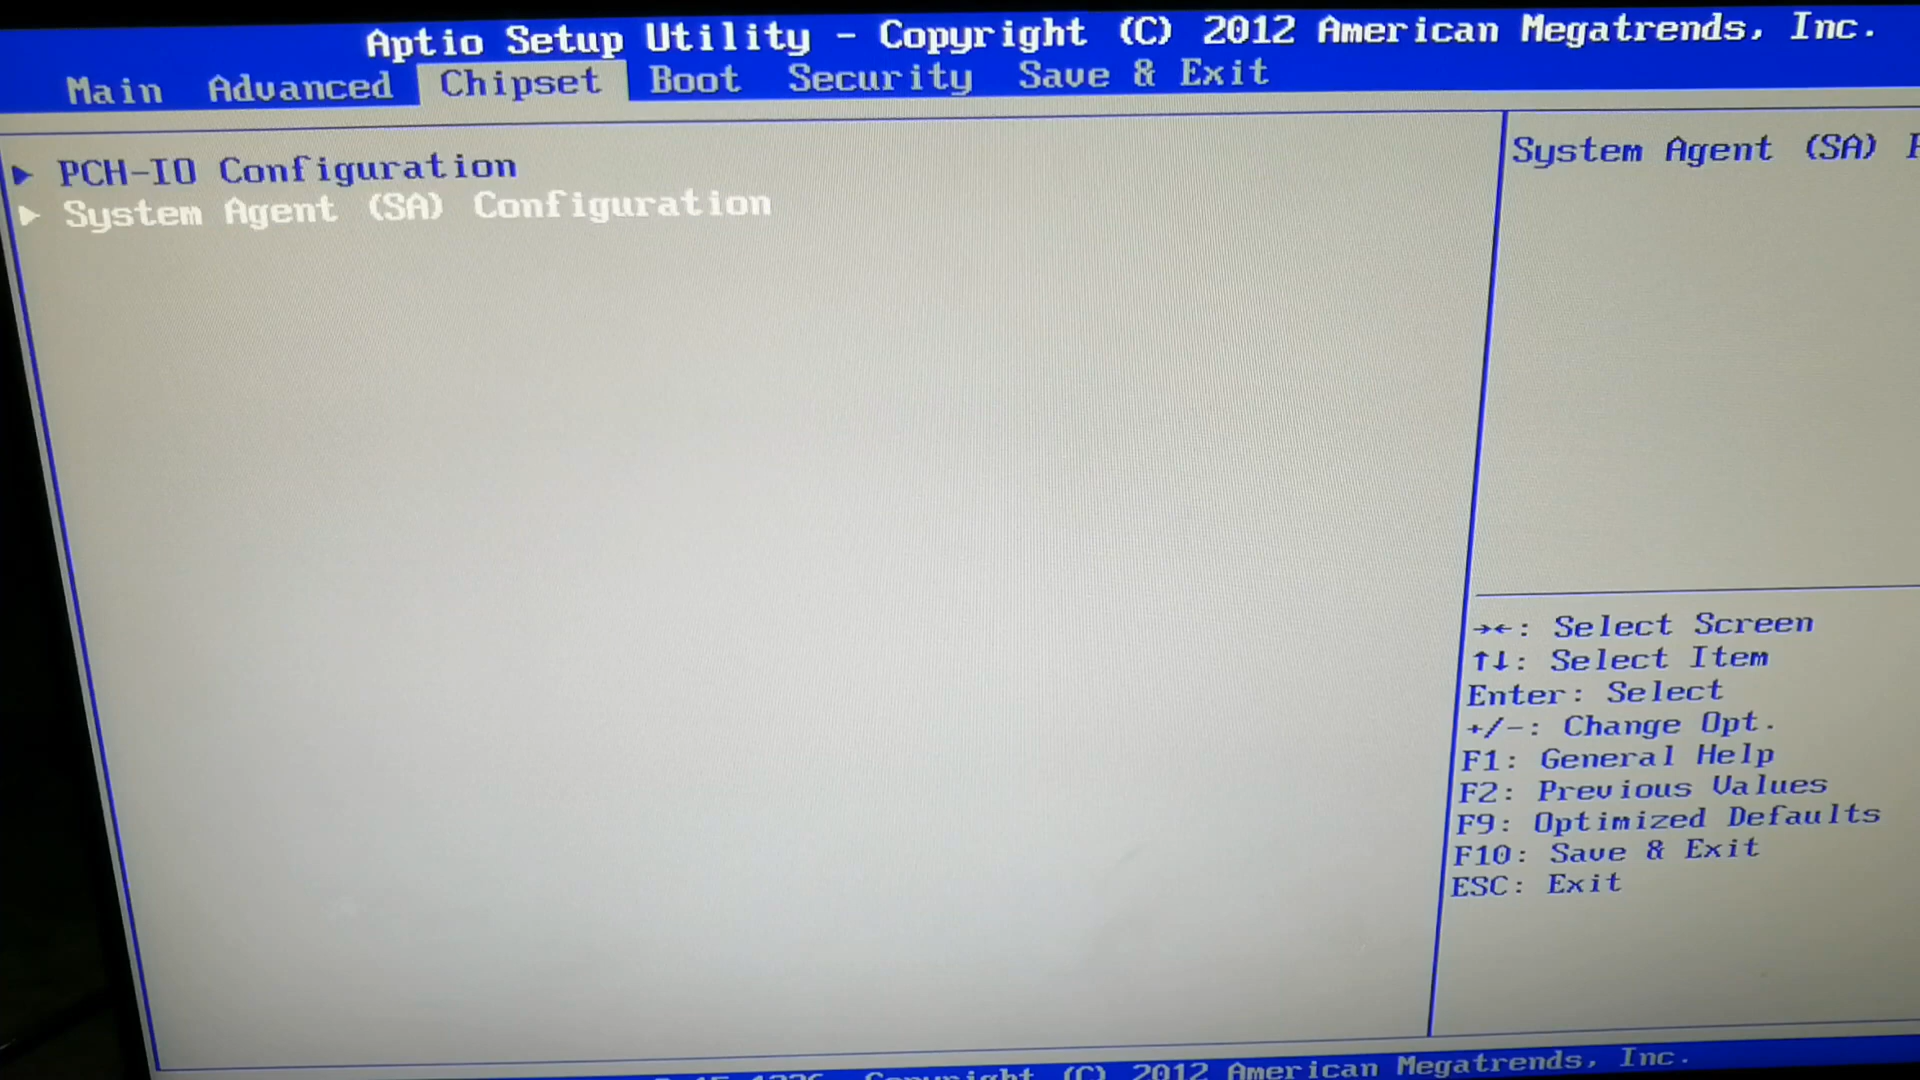 Aptio Setup Utility - Copyright (C) 2012 American Megatrends, Inc.
Main Advanced Chipset Boot Security Save & Exit
► PCH-IO Configuration
► System Agent (SA) Configuration
System Agent (SA)
→←: Select Screen
↑↓: Select Item
Enter: Select
+/-: Change Opt.
F1: General Help
F2: Previous Values
F9: Optimized Defaults
F10: Save & Exit
ESC: Exit
Copyright (C) 2012 American Megatrends, Inc.